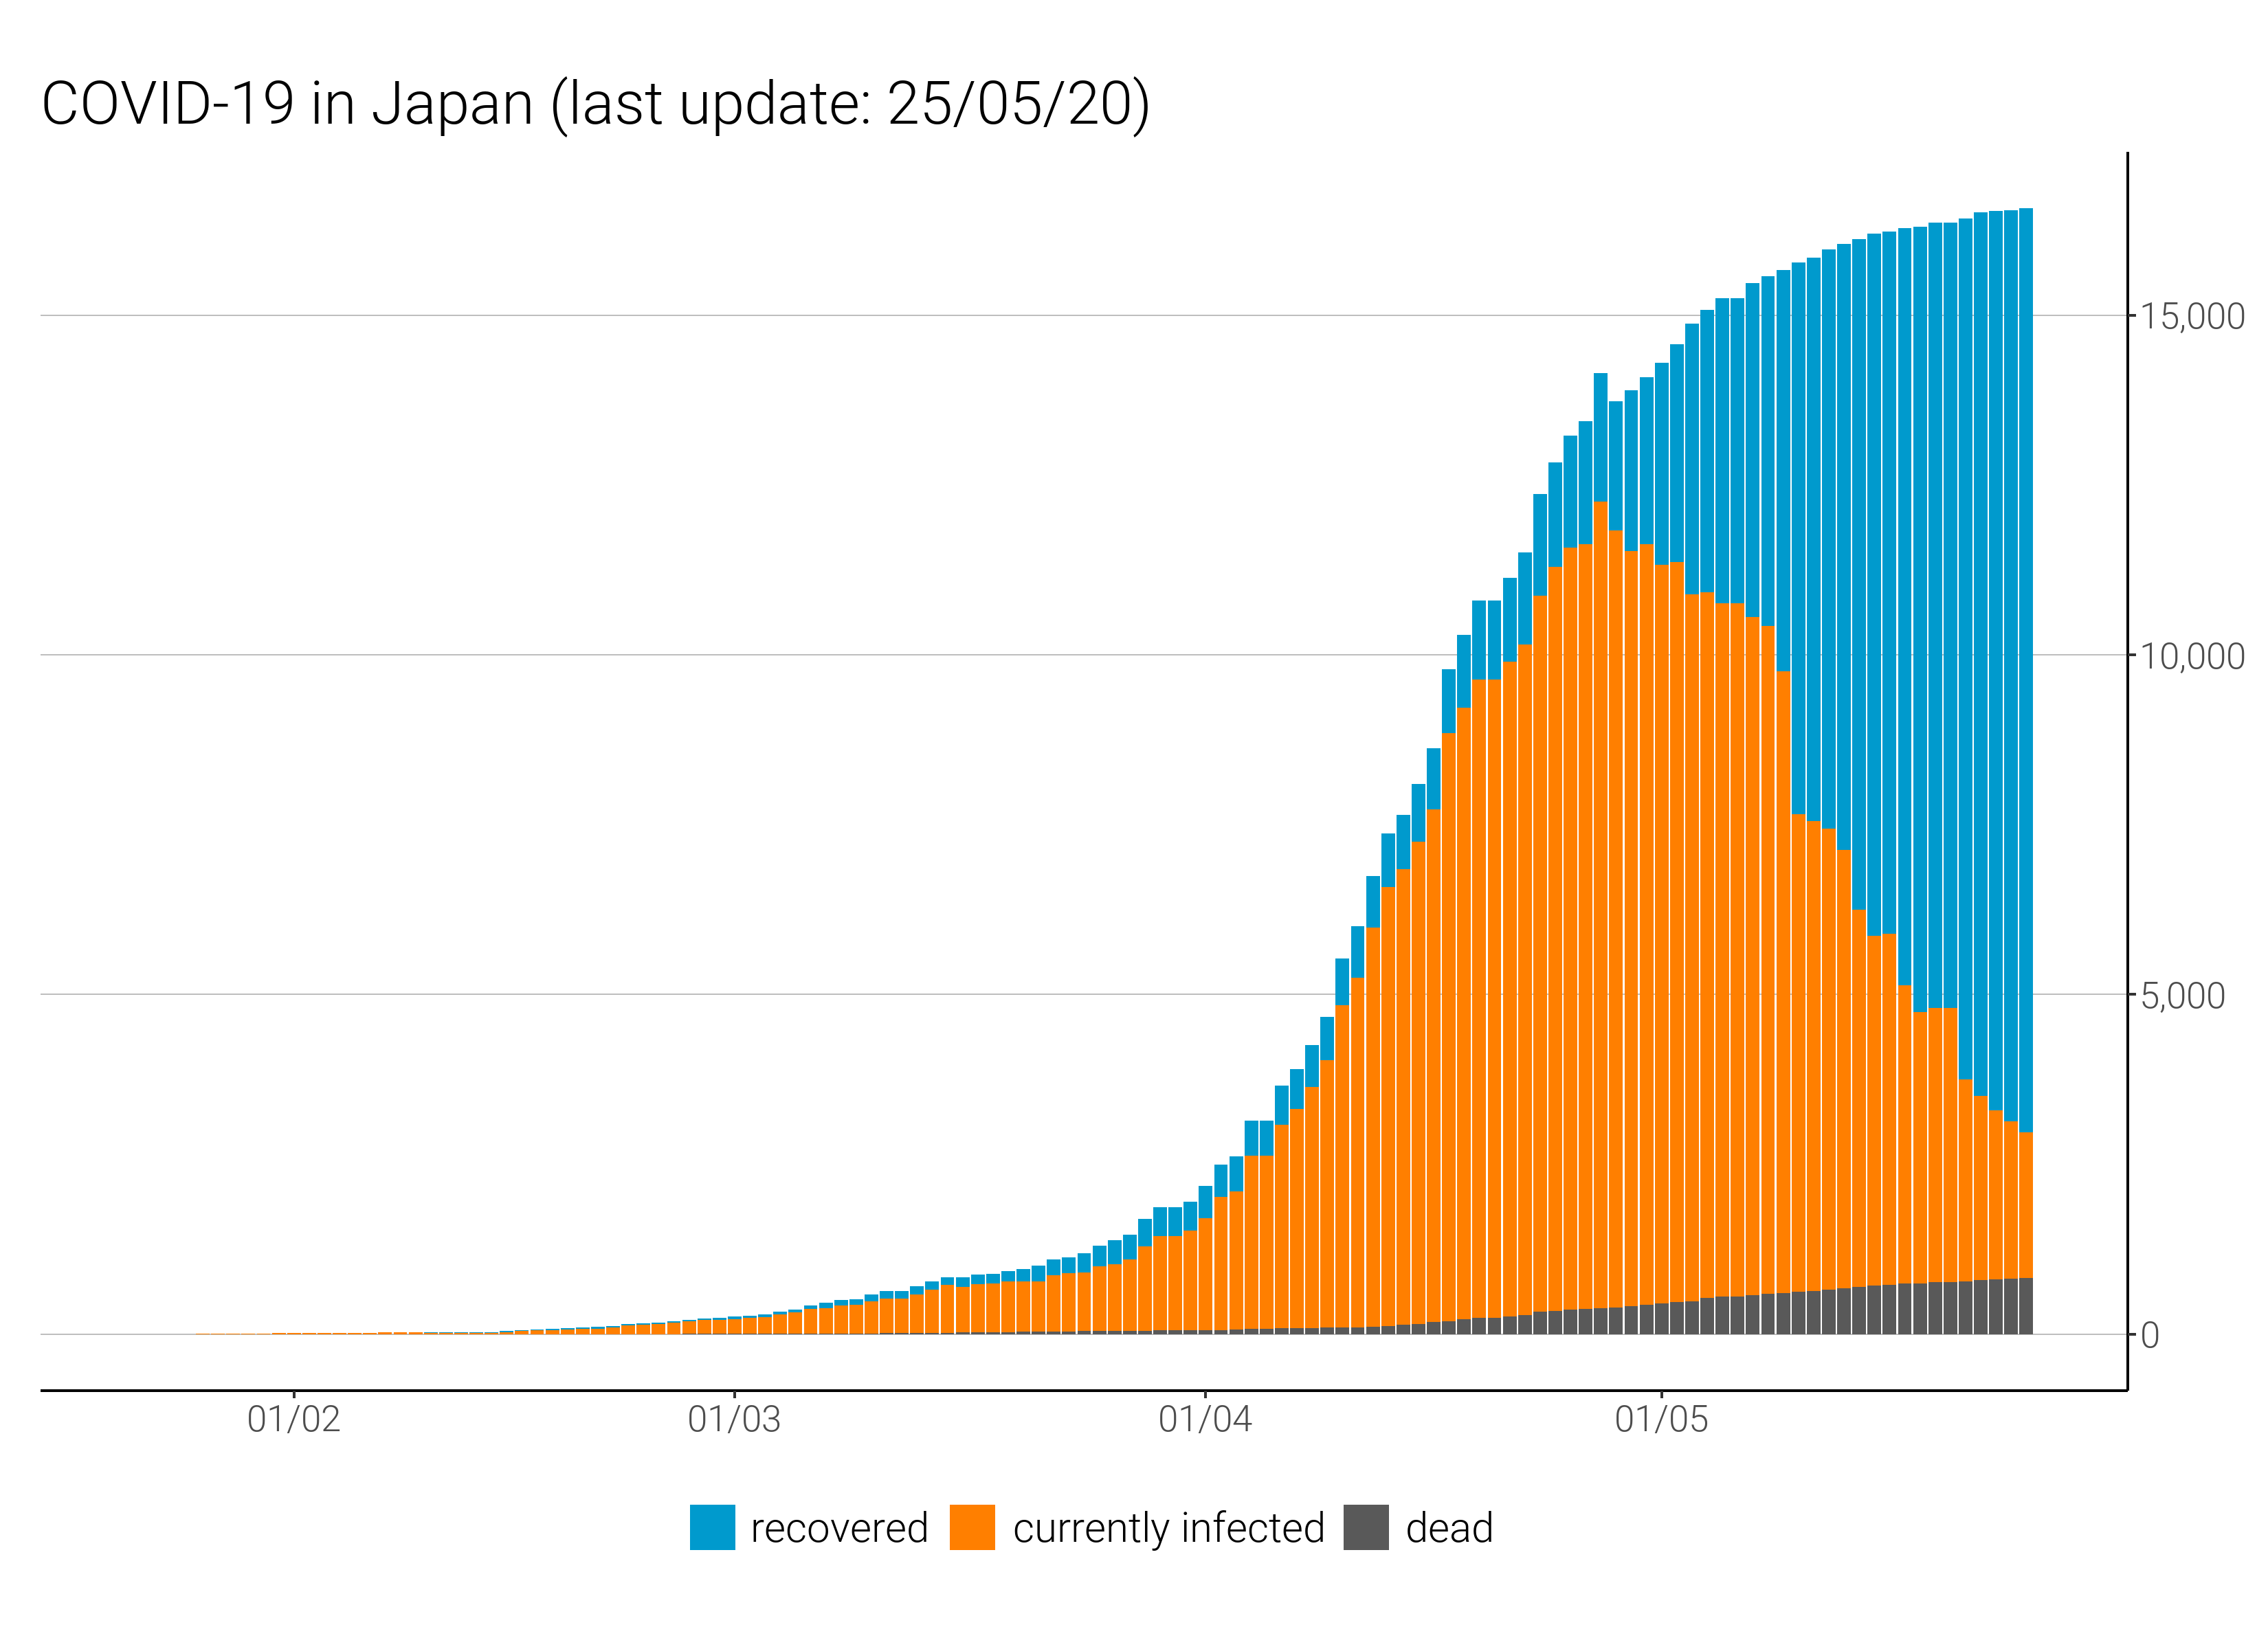 COVID-19 in Japan (last update: 25/05/20)
15,000
10,000
5,000
0
01/02 01/03 01/04 01/05
recovered currently infected dead